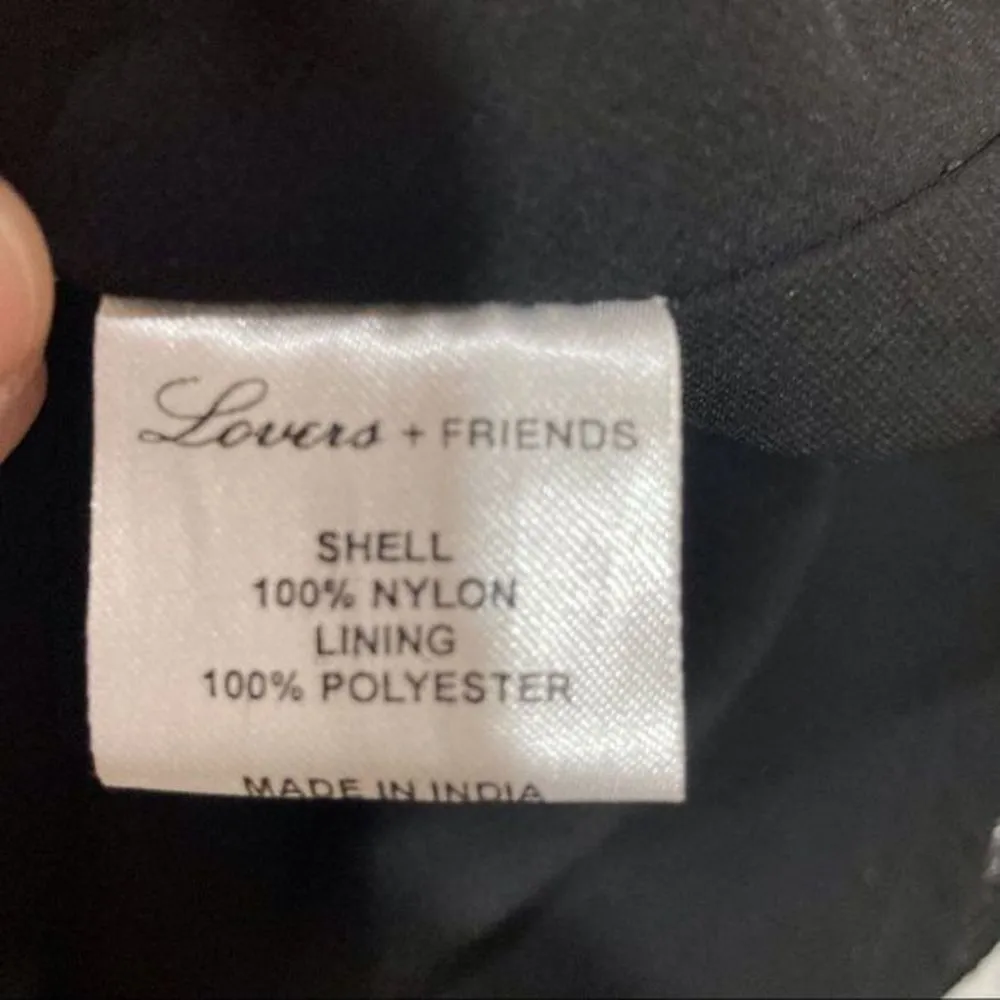 Lovers + FRIENDS
SHELL
100% NYLON
LINING
100% POLYESTER
MADE IN INDIA